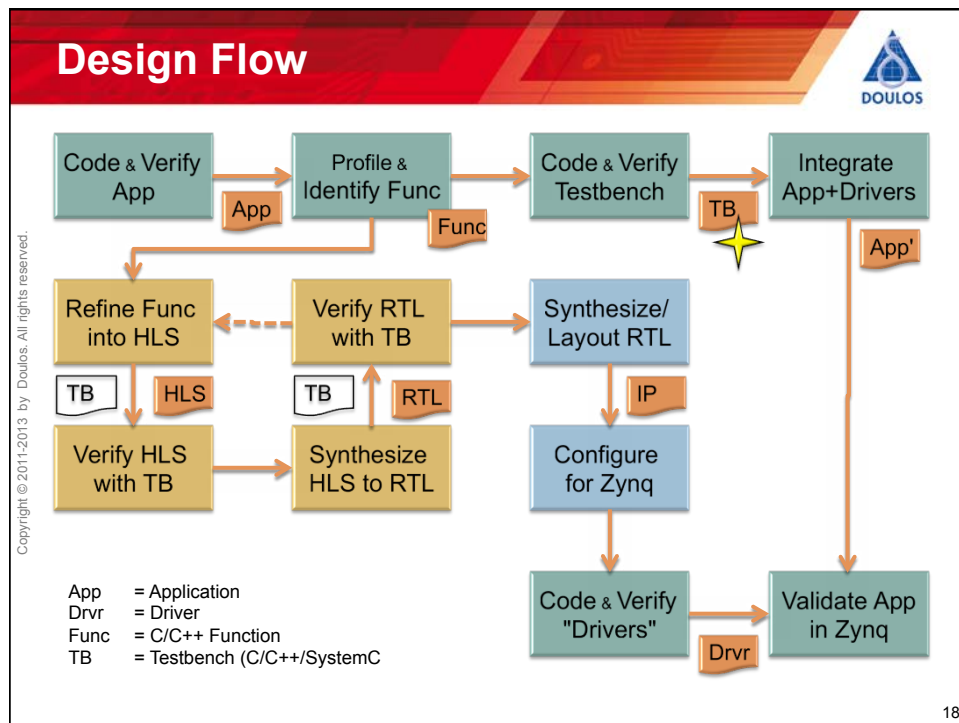 Design Flow
DOULOS
Code & Verify
App
Profile &
Identify Func
Code & Verify
Testbench
Integrate
App+Drivers
App
Func
TB
App'
Refine Func
into HLS
Verify RTL
with TB
Synthesize/
Layout RTL
TB
HLS
TB
RTL
IP
Verify HLS
with TB
Synthesize
HLS to RTL
Configure
for Zynq
Code & Verify
"Drivers"
Validate App
in Zynq
Drvr
App = Application
Drvr = Driver
Func = C/C++ Function
TB = Testbench (C/C++/SystemC
Copyright © 2011-2013 by Doulos. All rights reserved.
18